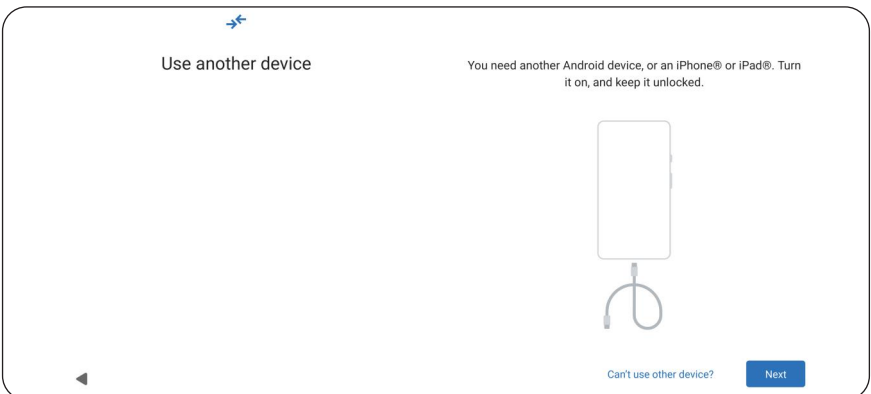 Use another device
You need another Android device, or an iPhone® or iPad®. Turn
it on, and keep it unlocked.
Can't use other device?
Next